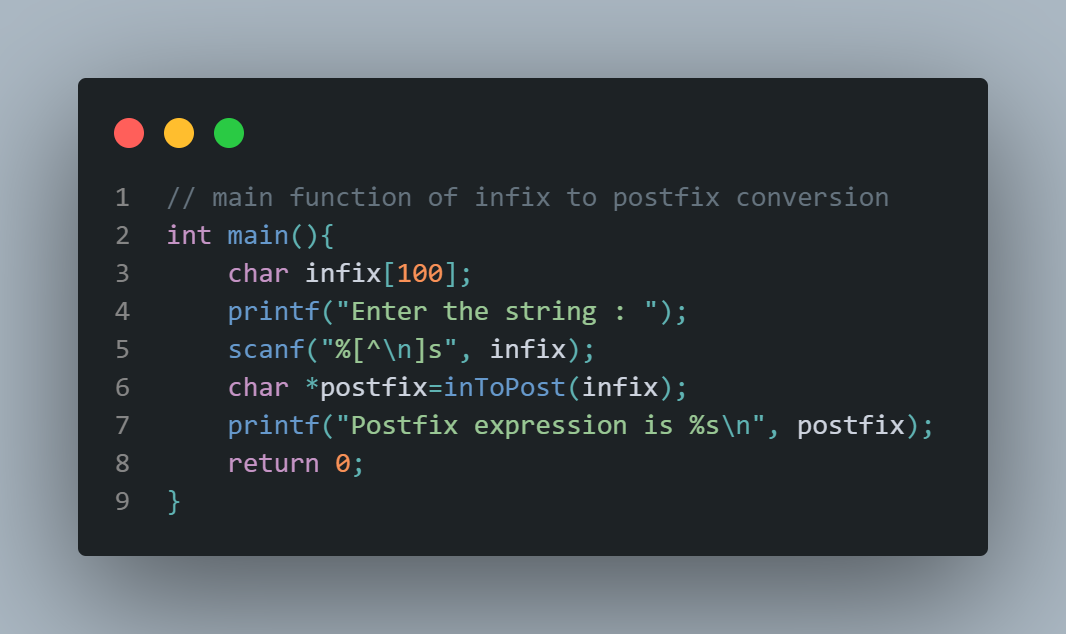 1 // main function of infix to postfix conversion
2 int main(){
3     char infix[100];
4     printf("Enter the string : ");
5     scanf("%[^\n]s", infix);
6     char *postfix=inToPost(infix);
7     printf("Postfix expression is %s\n", postfix);
8     return 0;
9 }